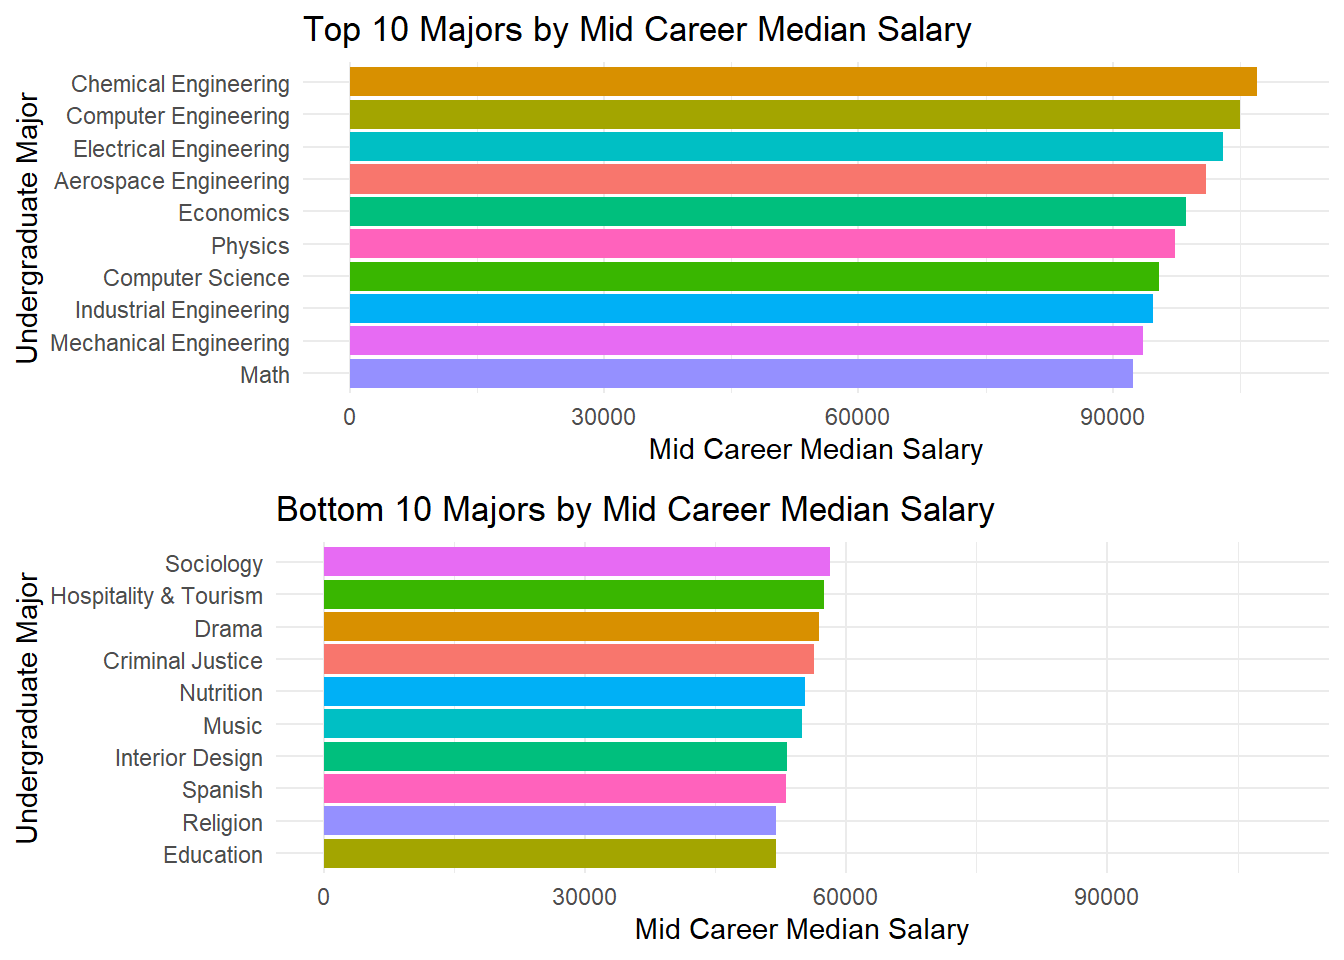 Top 10 Majors by Mid Career Median Salary
Undergraduate Major
Chemical Engineering
Computer Engineering
Electrical Engineering
Aerospace Engineering
Economics
Physics
Computer Science
Industrial Engineering
Mechanical Engineering
Math
0 30000 60000 90000
Mid Career Median Salary
Bottom 10 Majors by Mid Career Median Salary
Undergraduate Major
Sociology
Hospitality & Tourism
Drama
Criminal Justice
Nutrition
Music
Interior Design
Spanish
Religion
Education
0 30000 60000 90000
Mid Career Median Salary